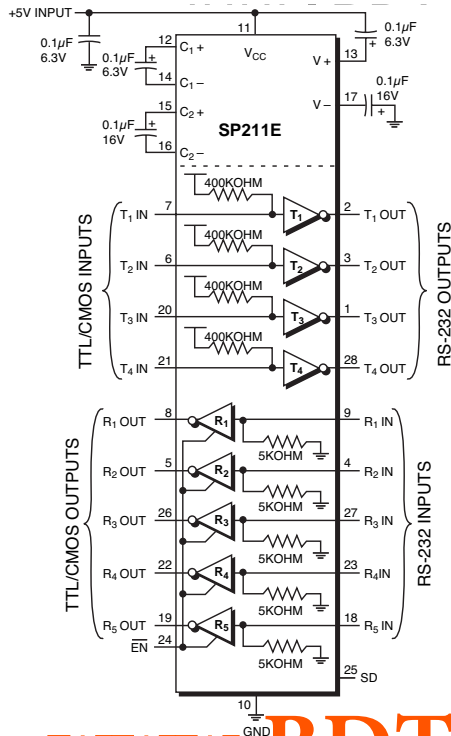 +5V INPUT
0.1µF
6.3V
11
VCC
0.1µF
6.3V
12 C1 +
14 C1 –
V + 13
0.1µF
6.3V
0.1µF
16V
15 C2 +
16 C2 –
V – 17
0.1µF
16V
SP211E
TTL/CMOS INPUTS
400KOHM
T1 IN 7 T1 2 T1 OUT
400KOHM
T2 IN 6 T2 3 T2 OUT
400KOHM
T3 IN 20 T3 1 T3 OUT
400KOHM
T4 IN 21 T4 28 T4 OUT
RS-232 OUTPUTS
TTL/CMOS OUTPUTS
R1 OUT 8 R1 9 R1 IN
5KOHM
R2 OUT 5 R2 4 R2 IN
5KOHM
R3 OUT 26 R3 27 R3 IN
5KOHM
R4 OUT 22 R4 23 R4IN
5KOHM
R5 OUT 19 R5 18 R5 IN
5KOHM
RS-232 INPUTS
EN 24
25 SD
10
GND
BDT